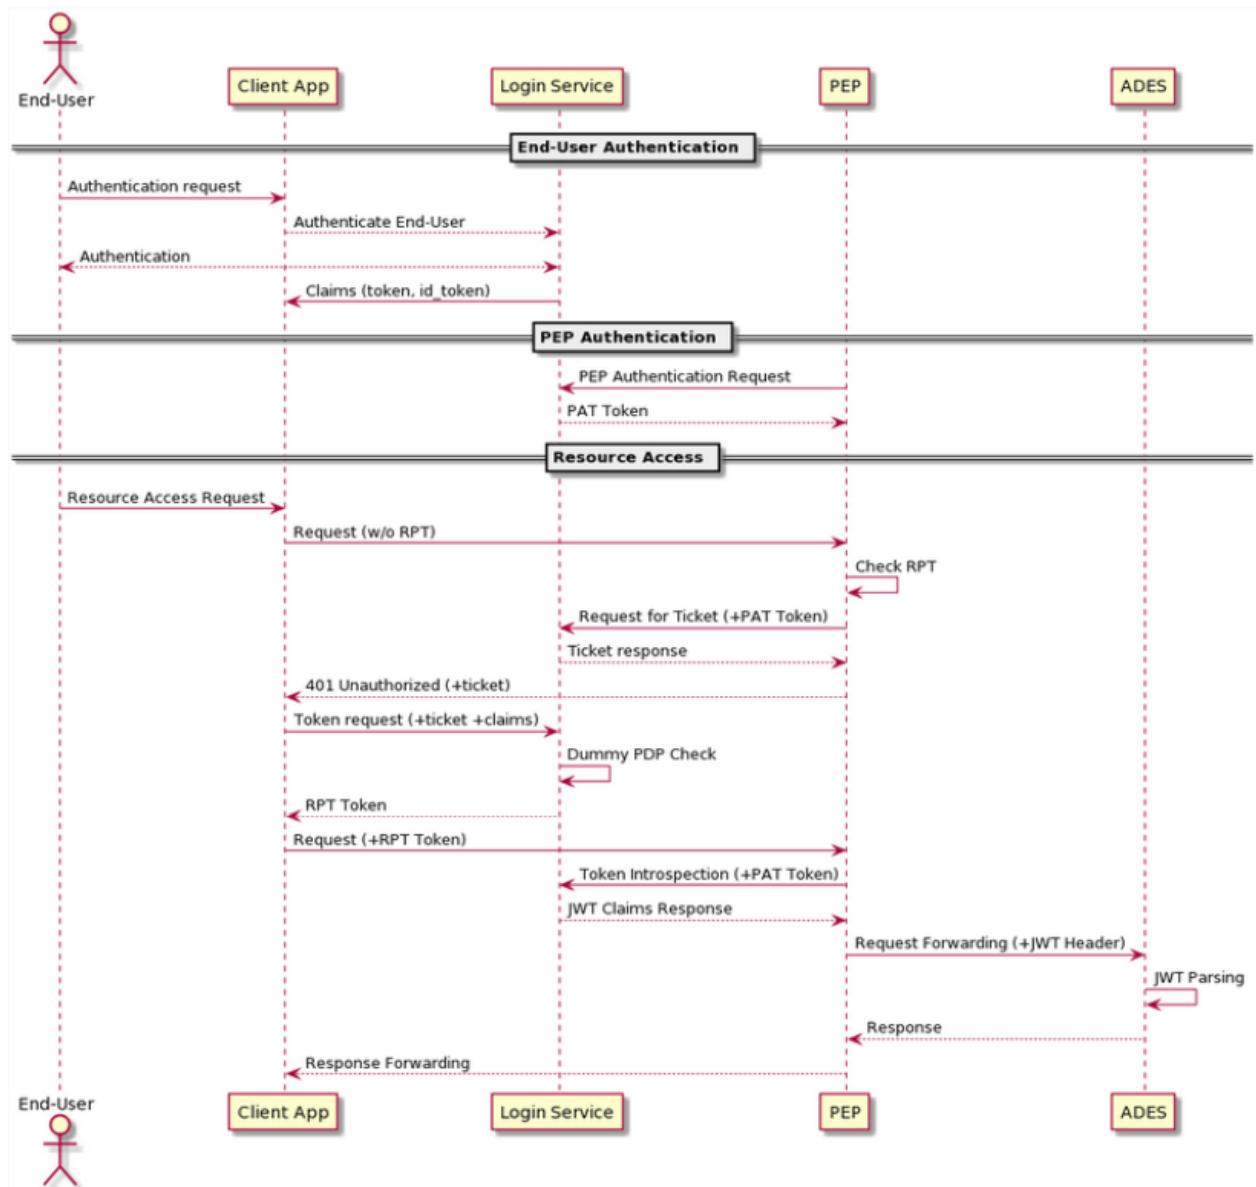 End-User
Client App
Login Service
PEP
ADES
End-User Authentication
Authentication request
Authenticate End-User
Authentication
Claims (token, id_token)
PEP Authentication
PEP Authentication Request
PAT Token
Resource Access
Resource Access Request
Request (w/o RPT)
Check RPT
Request for Ticket (+PAT Token)
Ticket response
401 Unauthorized (+ticket)
Token request (+ticket +claims)
Dummy PDP Check
RPT Token
Request (+RPT Token)
Token Introspection (+PAT Token)
JWT Claims Response
Request Forwarding (+JWT Header)
JWT Parsing
Response
Response Forwarding
End-User
Client App
Login Service
PEP
ADES